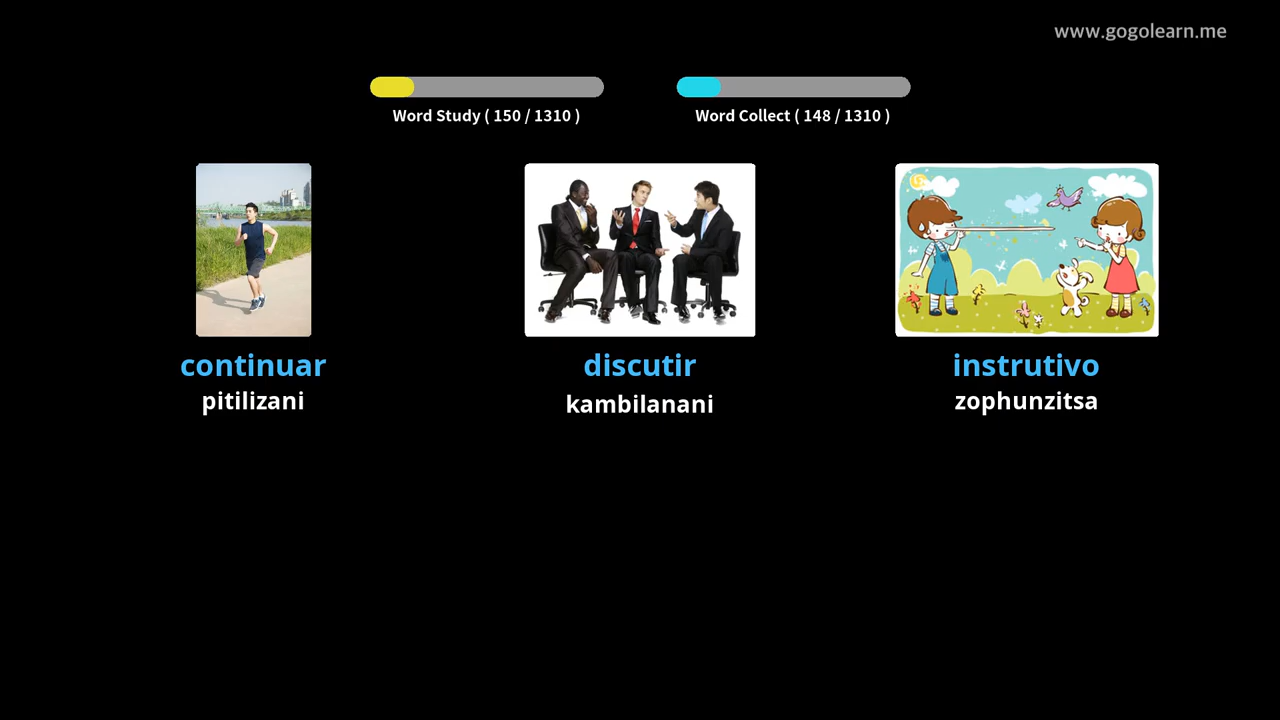 www.gogolearn.me
Word Study ( 150 / 1310 )
Word Collect ( 148 / 1310 )
continuar
pitilizani
discutir
kambilanani
instrutivo
zophunzitsa